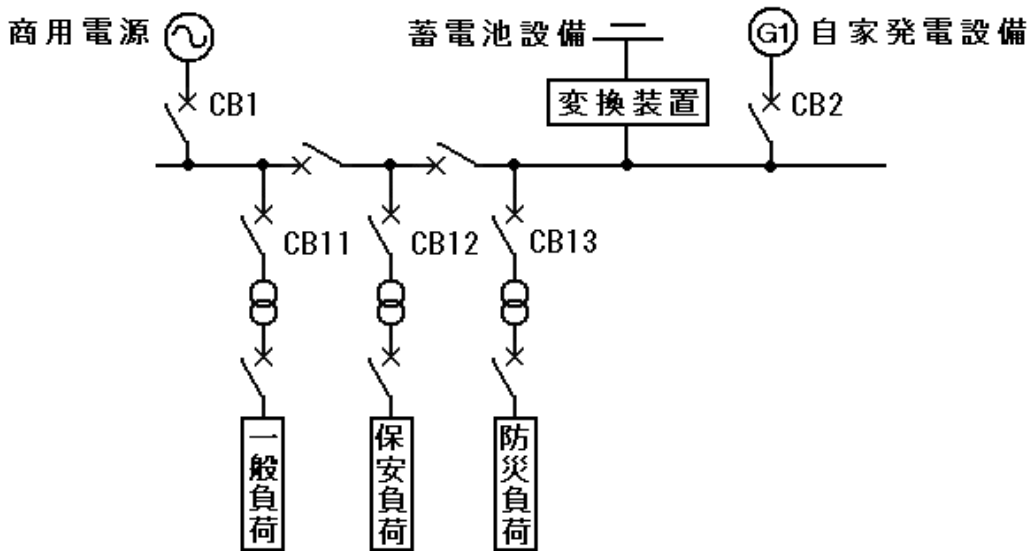 商用電源
蓄電池設備
G1 自家発電設備
CB1
変換装置
CB2
CB11
CB12
CB13
一般負荷
保安負荷
防災負荷